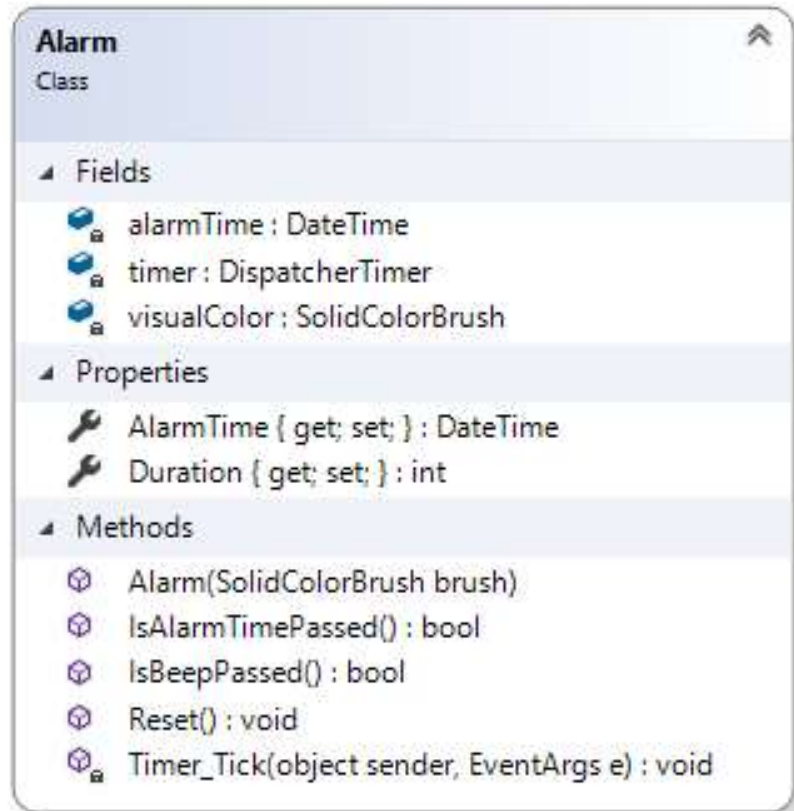 Alarm
Class
Fields
alarmTime : DateTime
timer : DispatcherTimer
visualColor : SolidColorBrush
Properties
AlarmTime { get; set; } : DateTime
Duration { get; set; } : int
Methods
Alarm(SolidColorBrush brush)
IsAlarmTimePassed() : bool
IsBeepPassed() : bool
Reset() : void
Timer_Tick(object sender, EventArgs e) : void